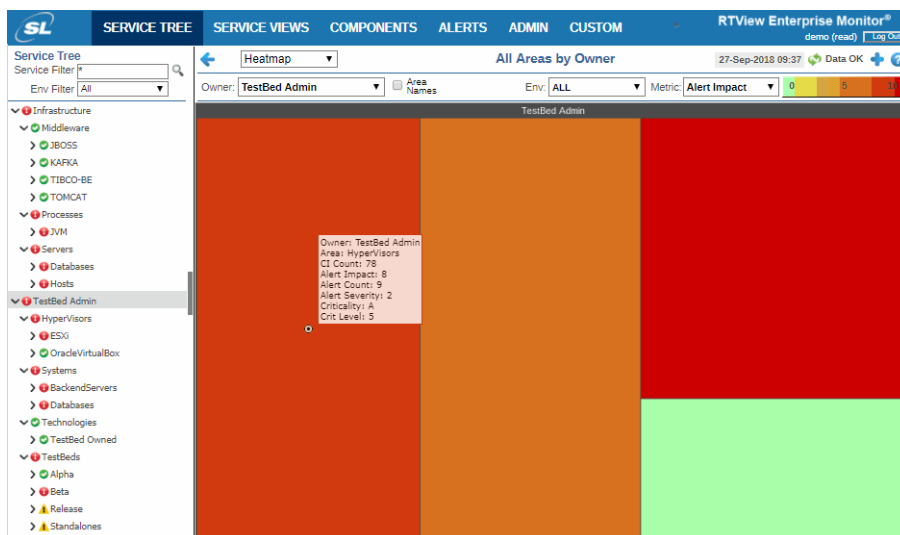 SL SERVICE TREE SERVICE VIEWS COMPONENTS ALERTS ADMIN CUSTOM RTView Enterprise Monitor®
demo (read) Log Out
Service Tree
Service Filter *
Env Filter All
Heatmap All Areas by Owner 27-Sep-2018 09:37 Data OK
Owner: TestBed Admin Area Names Env: ALL Metric: Alert Impact 0 5 10
Infrastructure
Middleware
JBOSS
KAFKA
TIBCO-BE
TOMCAT
Processes
JVM
Servers
Databases
Hosts
TestBed Admin
HyperVisors
ESXi
OracleVirtualBox
Systems
BackendServers
Databases
Technologies
TestBed Owned
TestBeds
Alpha
Beta
Release
Standalones
TestBed Admin
Owner: TestBed Admin
Area: HyperVisors
CI Count: 78
Alert Impact: 8
Alert Count: 9
Alert Severity: 2
Criticality: A
Crit Level: 5